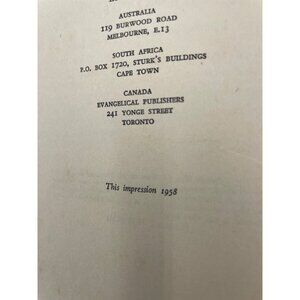 AUSTRALIA
119 BURWOOD ROAD
MELBOURNE, E.13
SOUTH AFRICA
P.O. BOX 1720, STURK'S BUILDINGS
CAPE TOWN
CANADA
EVANGELICAL PUBLISHERS
241 YONGE STREET
TORONTO
This impression 1958